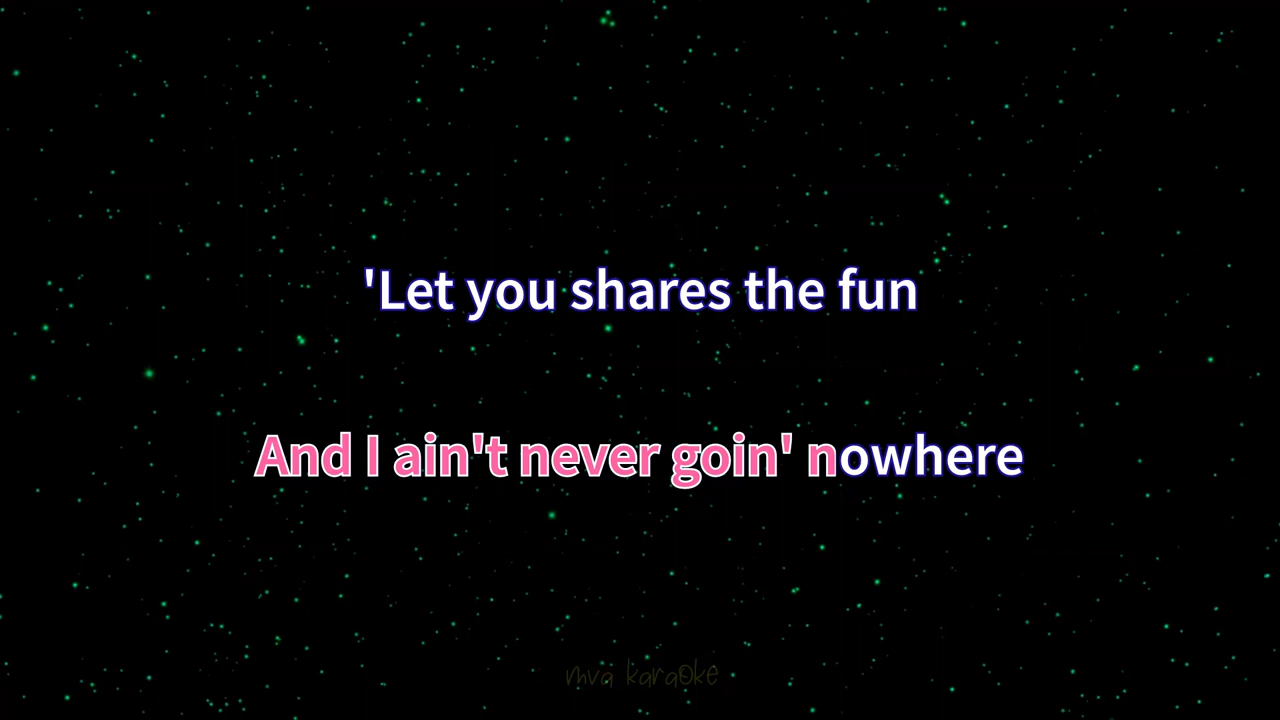 'Let you shares the fun
And I ain't never goin' nowhere
mva karaoke